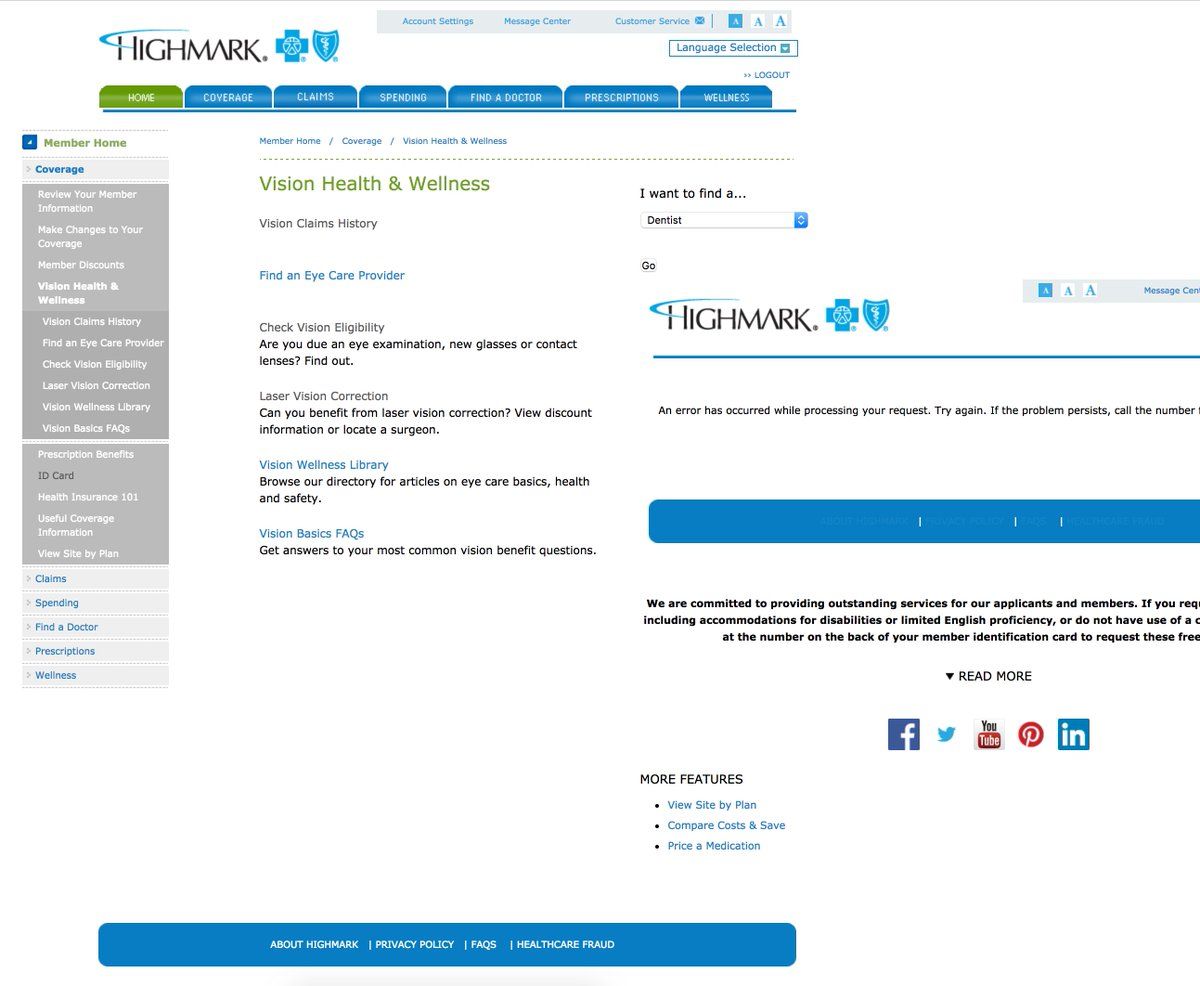 Account Settings Message Center Customer Service A A A
HIGHMARK®
Language Selection
>> LOGOUT
HOME COVERAGE CLAIMS SPENDING FIND A DOCTOR PRESCRIPTIONS WELLNESS
Member Home
Coverage
Review Your Member
Information
Make Changes to Your
Coverage
Member Discounts
Vision Health &
Wellness
Vision Claims History
Find an Eye Care Provider
Check Vision Eligibility
Laser Vision Correction
Vision Wellness Library
Vision Basics FAQs
Prescription Benefits
ID Card
Health Insurance 101
Useful Coverage
Information
View Site by Plan
Claims
Spending
Find a Doctor
Prescriptions
Wellness
Member Home / Coverage / Vision Health & Wellness
Vision Health & Wellness
Vision Claims History
Find an Eye Care Provider
Check Vision Eligibility
Are you due an eye examination, new glasses or contact
lenses? Find out.
Laser Vision Correction
Can you benefit from laser vision correction? View discount
information or locate a surgeon.
Vision Wellness Library
Browse our directory for articles on eye care basics, health
and safety.
Vision Basics FAQs
Get answers to your most common vision benefit questions.
I want to find a...
Dentist
Go
A A A Message Cent
HIGHMARK®
An error has occurred while processing your request. Try again. If the problem persists, call the number
ABOUT HIGHMARK | PRIVACY POLICY | FAQS | HEALTHCARE FRAUD
We are committed to providing outstanding services for our applicants and members. If you requ
including accommodations for disabilities or limited English proficiency, or do not have use of a c
at the number on the back of your member identification card to request these free
▼ READ MORE
f You Tube in
MORE FEATURES
• View Site by Plan
• Compare Costs & Save
• Price a Medication
ABOUT HIGHMARK | PRIVACY POLICY | FAQS | HEALTHCARE FRAUD